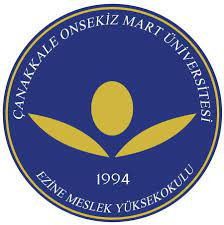 ÇANAKKALE ONSEKİZ MART ÜNİVERSİTESİ
1994
EZİNE MESLEK YÜKSEKOKULU